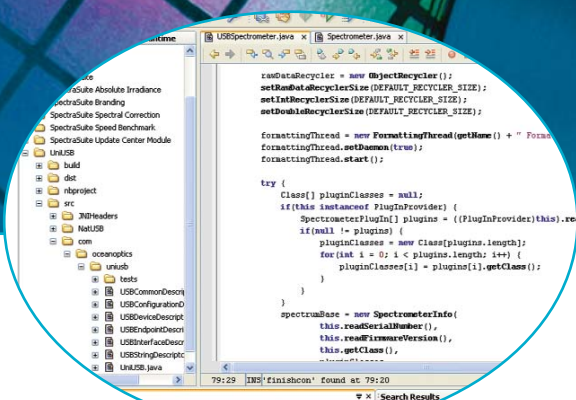 ntime
USBSpectrometer.java x
Spectrometer.java x
aSuite Absolute Irradiance
SpectraSuite Branding
SpectraSuite Spectral Correction
SpectraSuite Speed Benchmark
SpectraSuite Update Center Module
UniUSB
build
dist
nbproject
src
JNIHeaders
NatUSB
com
oceanoptics
uniusb
tests
USBCommonDescrip
USBConfigurationD
USBDeviceDescript
USBEndpointDescri
USBInterfaceDescr
USBStringDescripto
UniUSB.java
rawDataRecycler = new ObjectRecycler();
setRawDataRecyclerSize(DEFAULT_RECYCLER_SIZE);
setIntRecyclerSize(DEFAULT_RECYCLER_SIZE);
setDoubleRecyclerSize(DEFAULT_RECYCLER_SIZE);
formattingThread = new FormattingThread(getName() + " Forma
formattingThread.setDaemon(true);
formattingThread.start();
try {
Class[] pluginClasses = null;
if(this instanceof PlugInProvider) {
SpectrometerPlugIn[] plugins = ((PlugInProvider)this).rea
if(null != plugins) {
pluginClasses = new Class[plugins.length];
for(int i = 0; i < plugins.length; i++) {
pluginClasses[i] = plugins[i].getClass();
}
}
}
spectrumBase = new SpectrometerInfo(
this.readSerialNumber(),
this.readFirmwareVersion(),
this.getClass(),
pluginClasses
79:29 INS 'finishcon' found at 79:20
Search Results